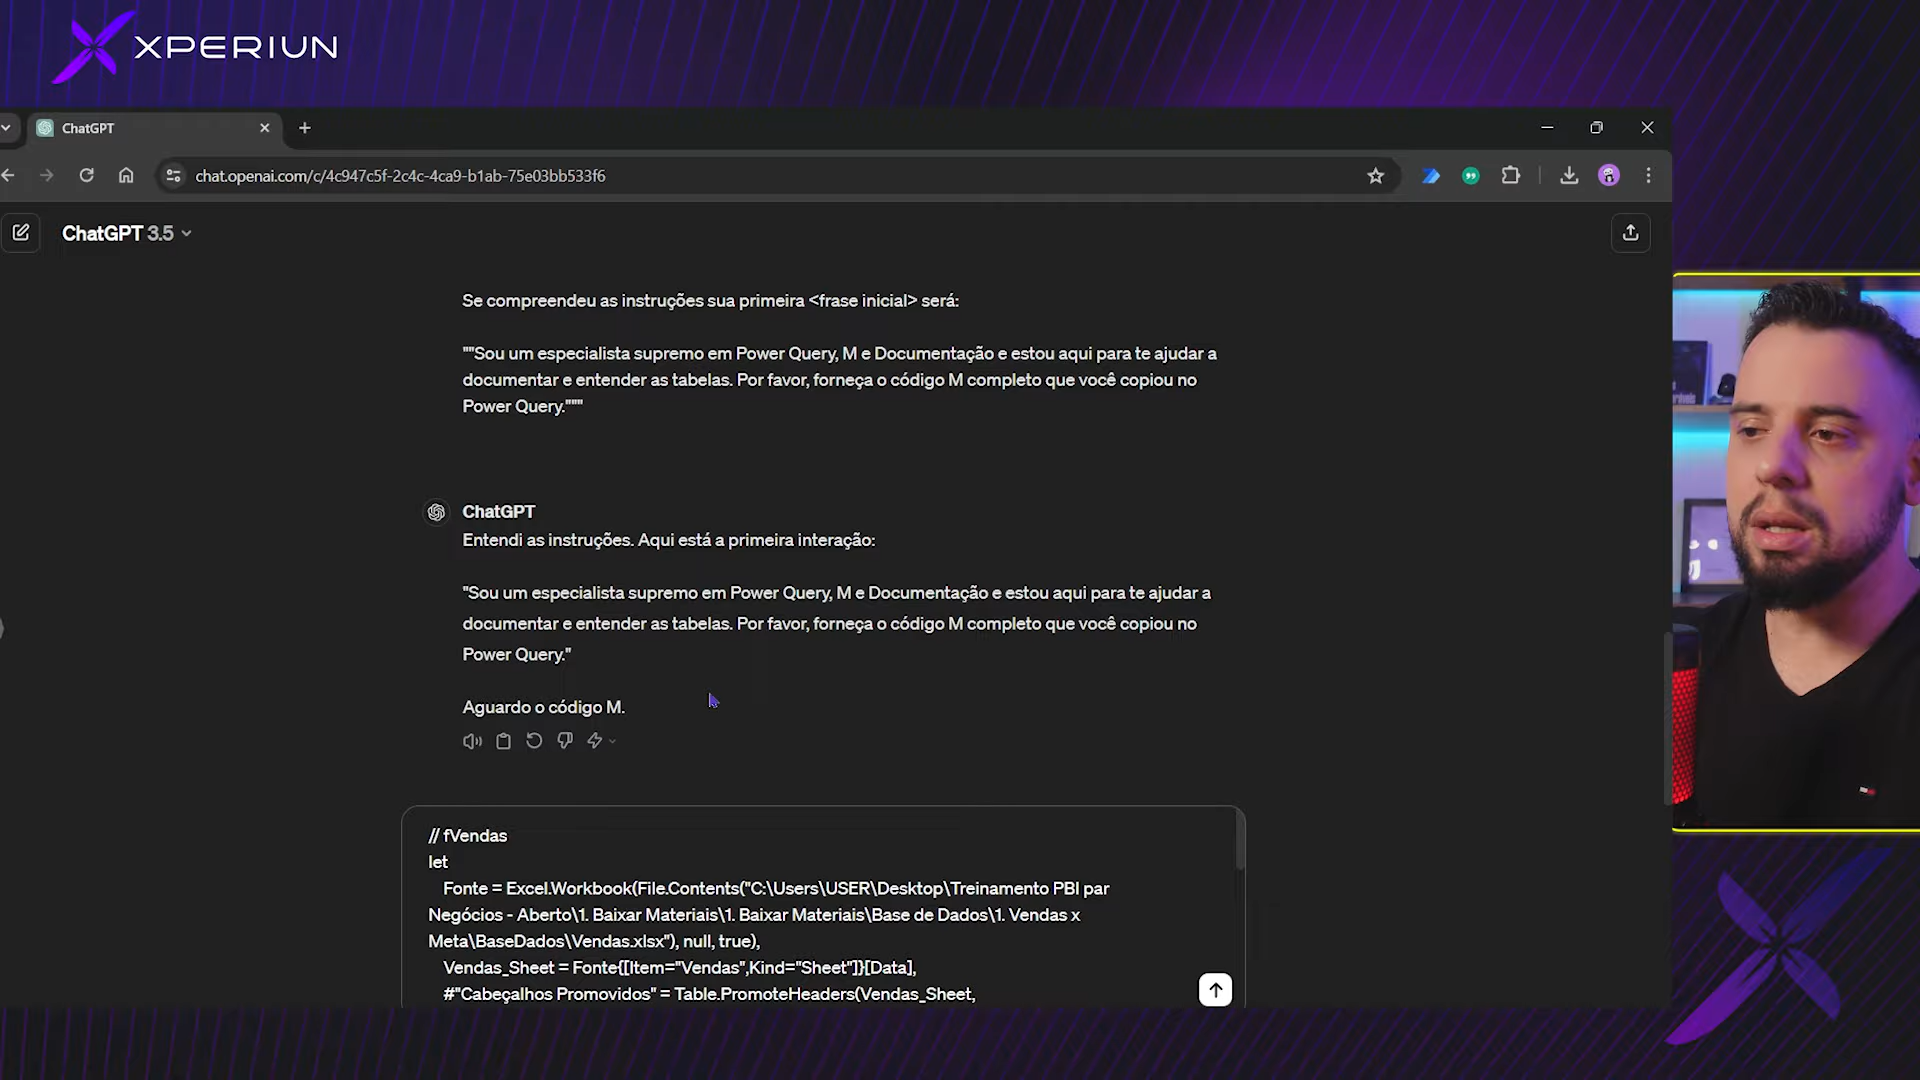 XPERIUN
ChatGPT
chat.openai.com/c/4c947c5f-2c4c-4ca9-b1ab-75e03bb533f6
ChatGPT 3.5
Se compreendeu as instruções sua primeira <frase inicial> será:
""Sou um especialista supremo em Power Query, M e Documentação e estou aqui para te ajudar a
documentar e entender as tabelas. Por favor, forneça o código M completo que você copiou no
Power Query."""
ChatGPT
Entendi as instruções. Aqui está a primeira interação:
"Sou um especialista supremo em Power Query, M e Documentação e estou aqui para te ajudar a
documentar e entender as tabelas. Por favor, forneça o código M completo que você copiou no
Power Query."
Aguardo o código M.
// fVendas
let
Fonte = Excel.Workbook(File.Contents("C:\Users\USER\Desktop\Treinamento PBI par
Negócios - Aberto\1. Baixar Materiais\1. Baixar Materiais\Base de Dados\1. Vendas x
Meta\BaseDados\Vendas.xlsx"), null, true),
Vendas_Sheet = Fonte{[Item="Vendas",Kind="Sheet"]}[Data],
#"Cabeçalhos Promovidos" = Table.PromoteHeaders(Vendas_Sheet,